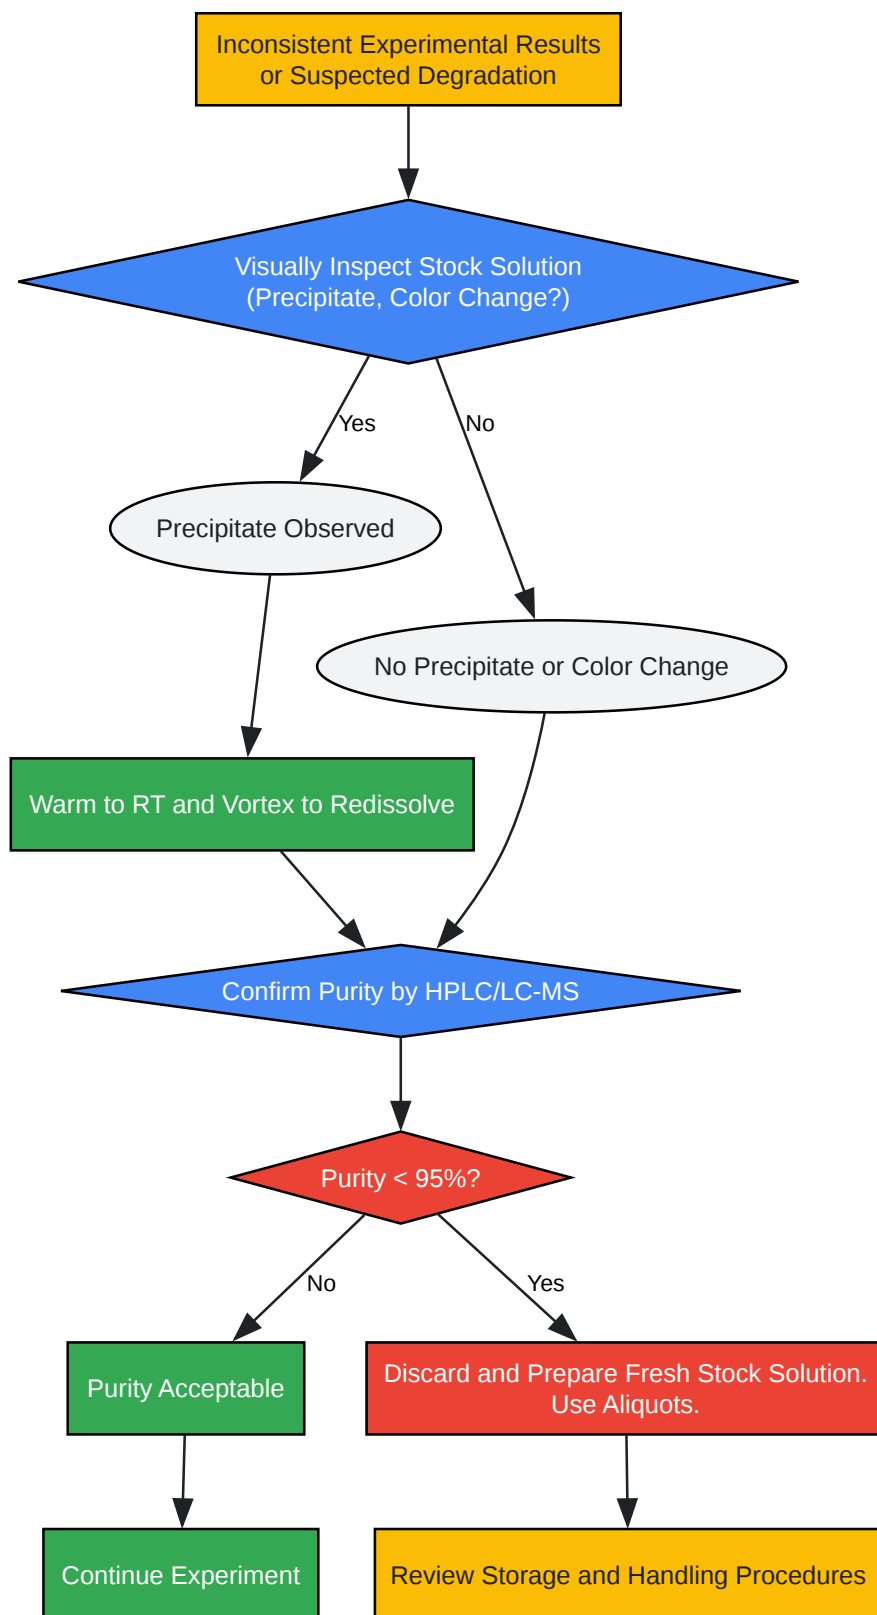 Inconsistent Experimental Results
or Suspected Degradation
Visually Inspect Stock Solution
(Precipitate, Color Change?)
Yes
No
Precipitate Observed
No Precipitate or Color Change
Warm to RT and Vortex to Redissolve
Confirm Purity by HPLC/LC-MS
Purity < 95%?
No
Yes
Purity Acceptable
Discard and Prepare Fresh Stock Solution.
Use Aliquots.
Continue Experiment
Review Storage and Handling Procedures